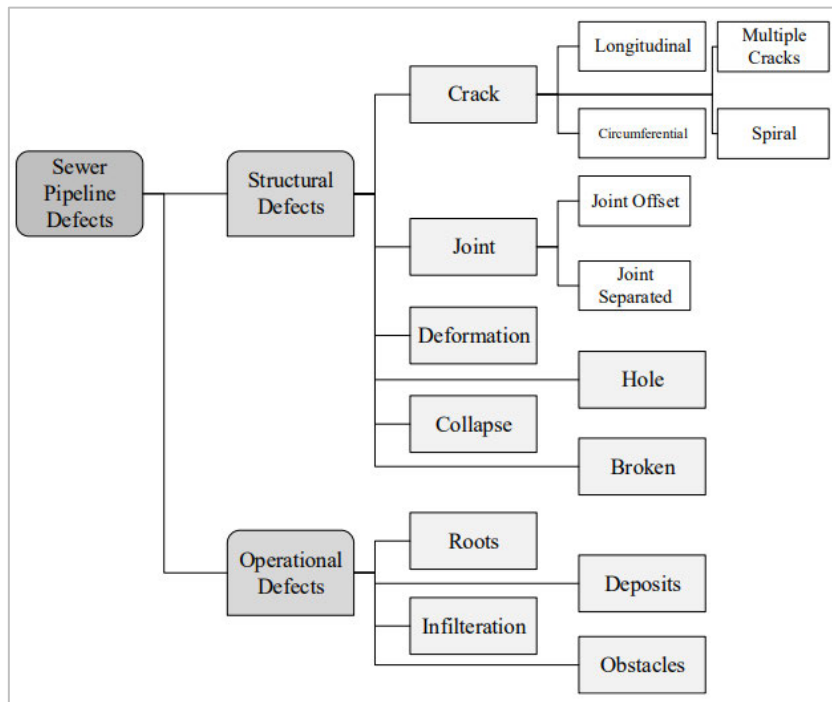 Sewer
Pipeline
Defects
Structural
Defects
Crack
Longitudinal
Multiple
Cracks
Circumferential
Spiral
Joint
Joint Offset
Joint
Separated
Deformation
Hole
Collapse
Broken
Operational
Defects
Roots
Deposits
Infilteration
Obstacles